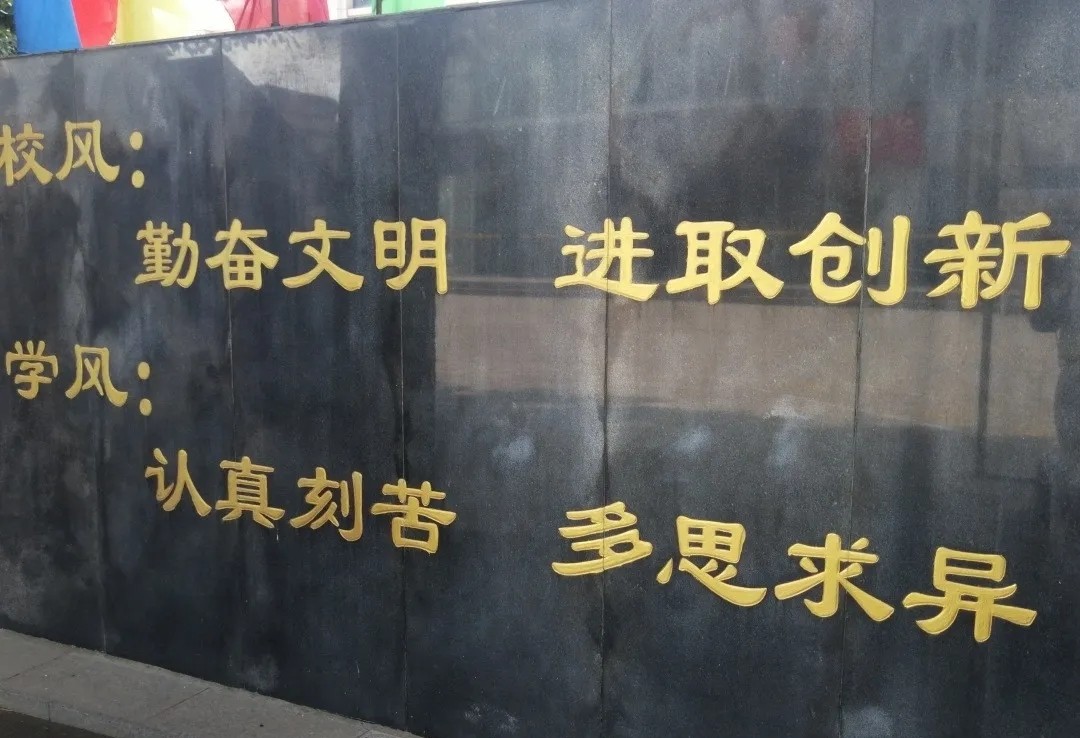 校风：
勤奋文明 进取创新
学风：
认真刻苦 多思求异